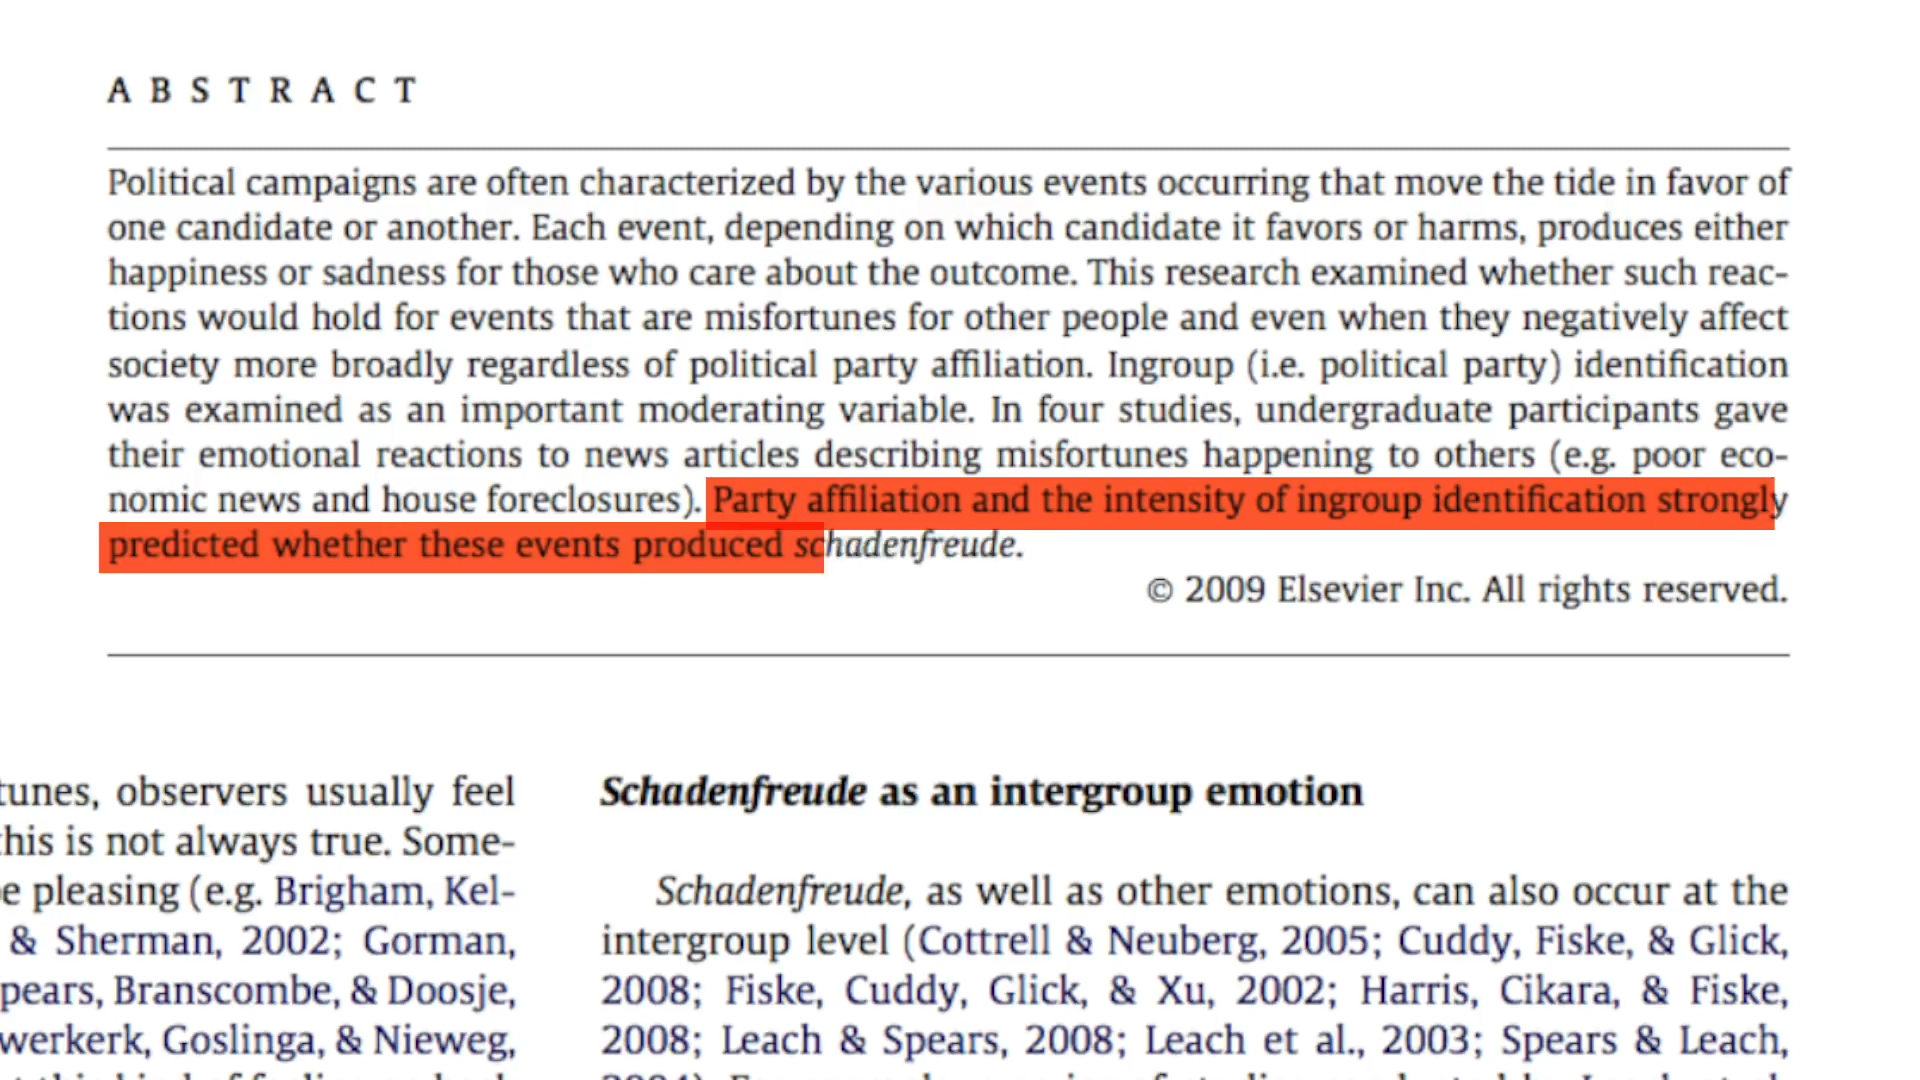 ABSTRACT
Political campaigns are often characterized by the various events occurring that move the tide in favor of
one candidate or another. Each event, depending on which candidate it favors or harms, produces either
happiness or sadness for those who care about the outcome. This research examined whether such reac-
tions would hold for events that are misfortunes for other people and even when they negatively affect
society more broadly regardless of political party affiliation. Ingroup (i.e. political party) identification
was examined as an important moderating variable. In four studies, undergraduate participants gave
their emotional reactions to news articles describing misfortunes happening to others (e.g. poor eco-
nomic news and house foreclosures). Party affiliation and the intensity of ingroup identification strongly
predicted whether these events produced schadenfreude.
© 2009 Elsevier Inc. All rights reserved.
tunes, observers usually feel
this is not always true. Some-
pleasing (e.g. Brigham, Kel-
& Sherman, 2002; Gorman,
pears, Branscombe, & Doosje,
werkerk, Goslinga, & Nieweg,
Schadenfreude as an intergroup emotion
Schadenfreude, as well as other emotions, can also occur at the
intergroup level (Cottrell & Neuberg, 2005; Cuddy, Fiske, & Glick,
2008; Fiske, Cuddy, Glick, & Xu, 2002; Harris, Cikara, & Fiske,
2008; Leach & Spears, 2008; Leach et al., 2003; Spears & Leach,